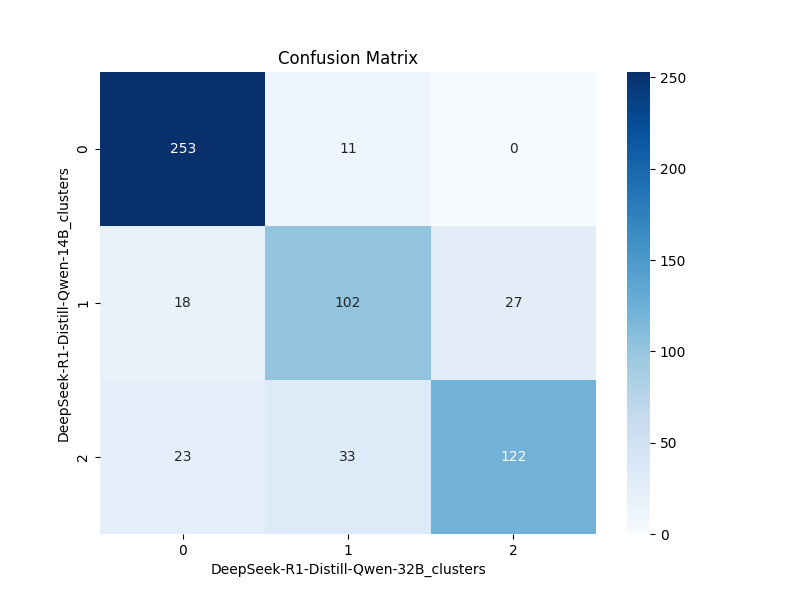 Confusion Matrix
DeepSeek-R1-Distill-Qwen-14B_clusters
0 253 11 0
1 18 102 27
2 23 33 122
0 1 2
DeepSeek-R1-Distill-Qwen-32B_clusters
250
200
150
100
50
0